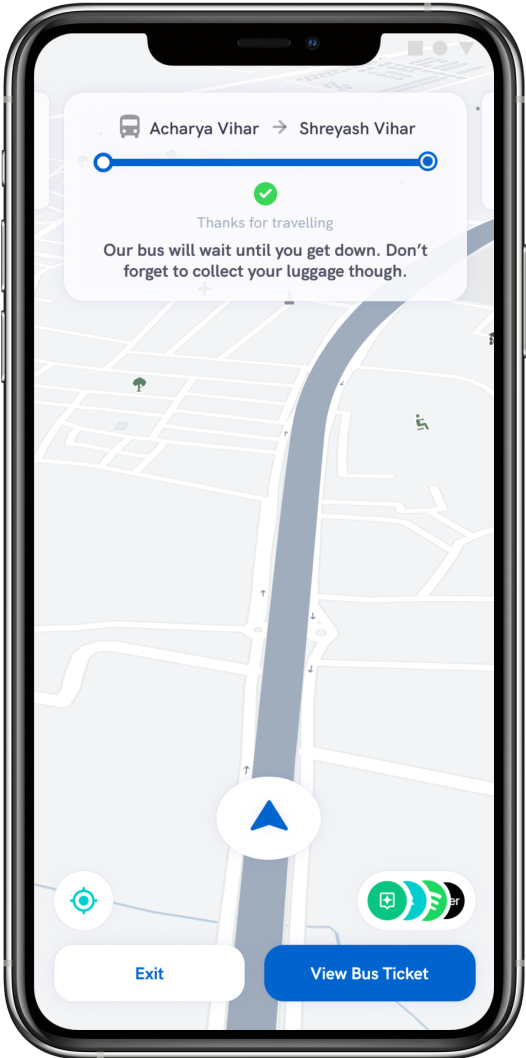 Acharya Vihar → Shreyash Vihar
Thanks for travelling
Our bus will wait until you get down. Don’t
forget to collect your luggage though.
er
Exit
View Bus Ticket